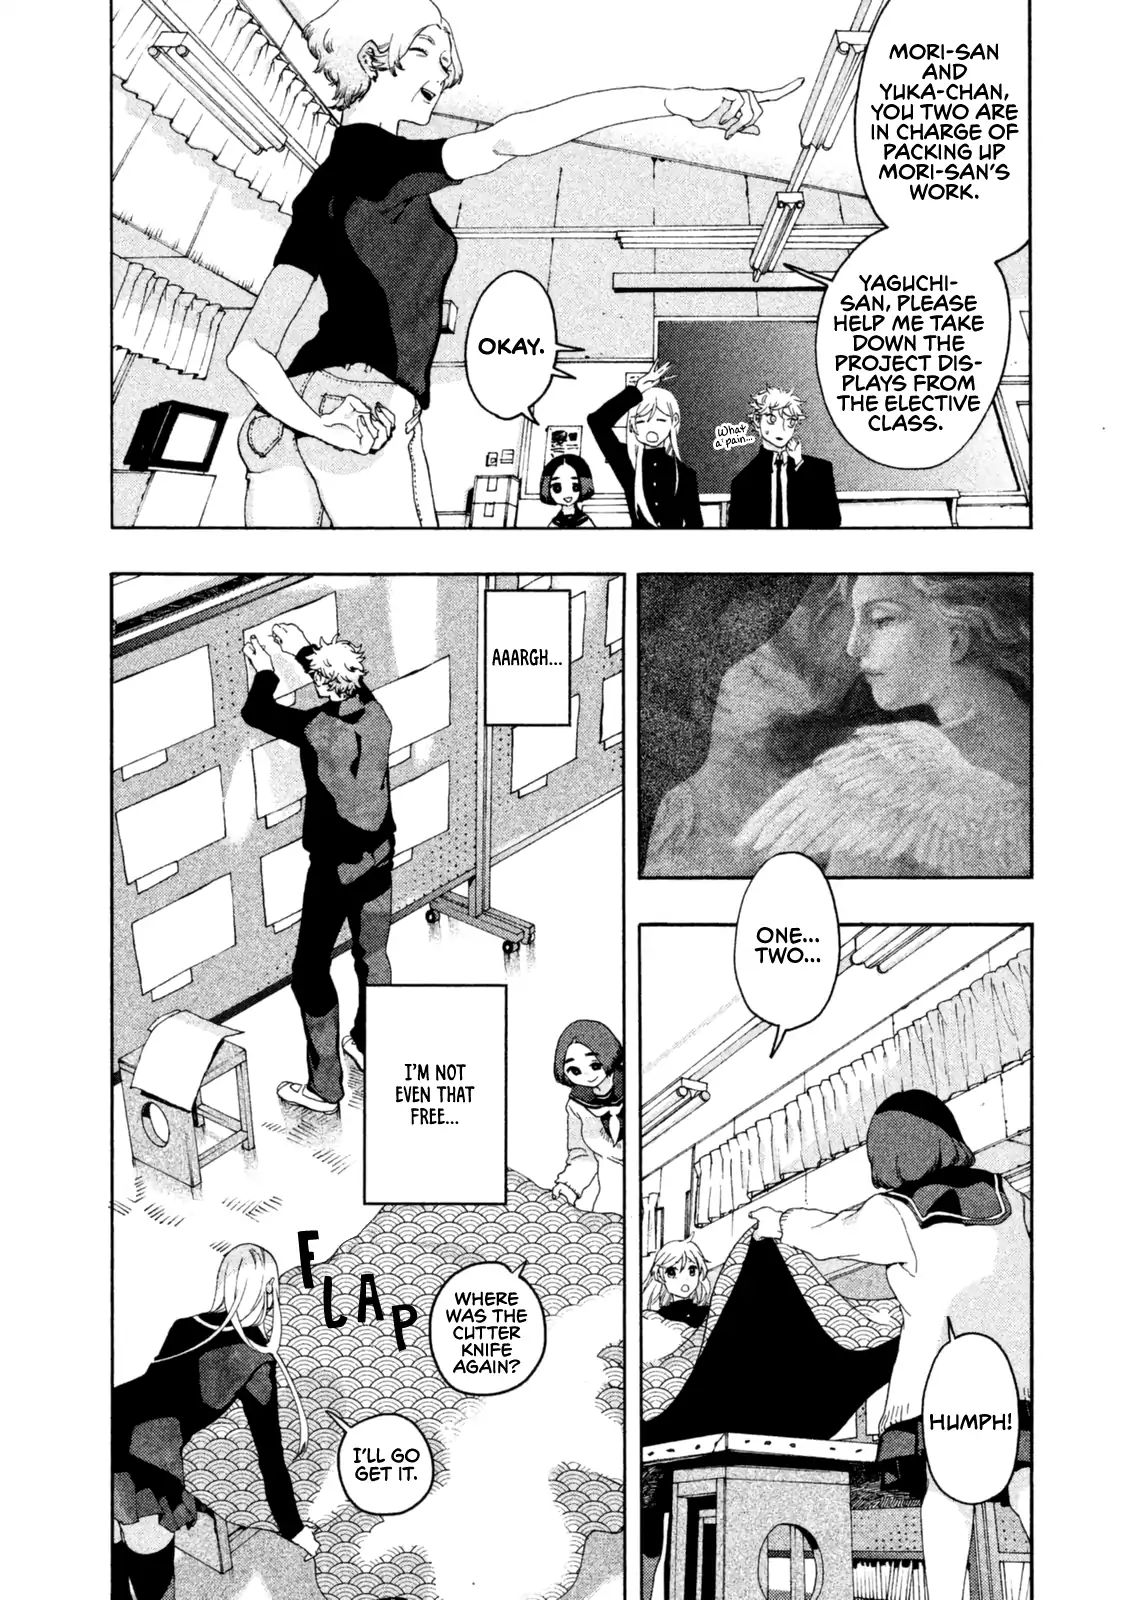 MORI-SAN
AND
YUKA-CHAN,
YOU TWO ARE
IN CHARGE OF
PACKING UP
MORI-SAN'S
WORK.
YAGUCHI-
SAN, PLEASE
HELP ME TAKE
DOWN THE
PROJECT DIS-
PLAYS FROM
THE ELECTIVE
CLASS.
OKAY.
What
a pain...
AAARGH...
I'M NOT
EVEN THAT
FREE...
ONE...
TWO...
HUMPH!
FLAP
WHERE
WAS THE
CUTTER
KNIFE
AGAIN?
I'LL GO
GET IT.